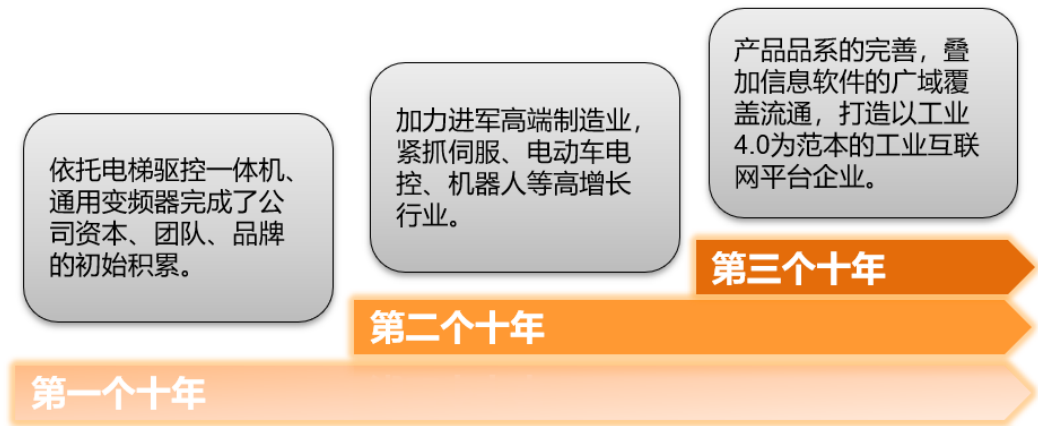 依托电梯驱控一体机、
通用变频器完成了公
司资本、团队、品牌
的初始积累。
加力进军高端制造业，
紧抓伺服、电动车电
控、机器人等高增长
行业。
产品品系的完善，叠
加信息软件的广域覆
盖流通，打造以工业
4.0为范本的工业互联
网平台企业。
第三个十年
第二个十年
第一个十年